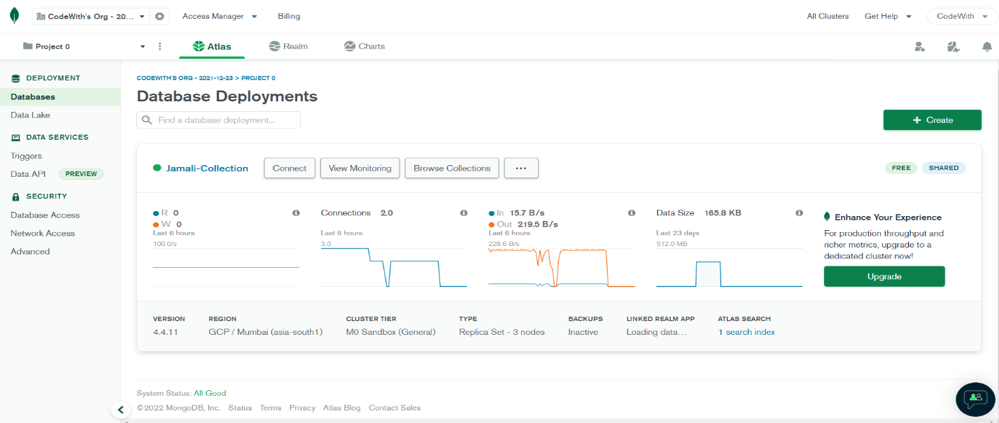 CodeWith's Org - 20... Access Manager Billing All Clusters Get Help CodeWith
Project 0 Atlas Realm Charts
DEPLOYMENT
Databases
Data Lake
DATA SERVICES
Triggers
Data API PREVIEW
SECURITY
Database Access
Network Access
Advanced
CODEWITH'S ORG - 2021-12-23 > PROJECT 0
Database Deployments
Find a database deployment...
+ Create
Jamali-Collection Connect View Monitoring Browse Collections ... FREE SHARED
R 0
W 0
Last 6 hours
100.0/s
Connections 2.0
Last 6 hours
3.0
In 15.7 B/s
Out 219.5 B/s
Last 6 hours
228.6 B/s
Data Size 165.8 KB
Last 23 days
512.0 MB
Enhance Your Experience
For production throughput and
richer metrics, upgrade to a
dedicated cluster now!
Upgrade
VERSION REGION CLUSTER TIER TYPE BACKUPS LINKED REALM APP ATLAS SEARCH
4.4.11 GCP / Mumbai (asia-south1) M0 Sandbox (General) Replica Set - 3 nodes Inactive Loading data... 1 search index
System Status: All Good
©2022 MongoDB, Inc. Status Terms Privacy Atlas Blog Contact Sales